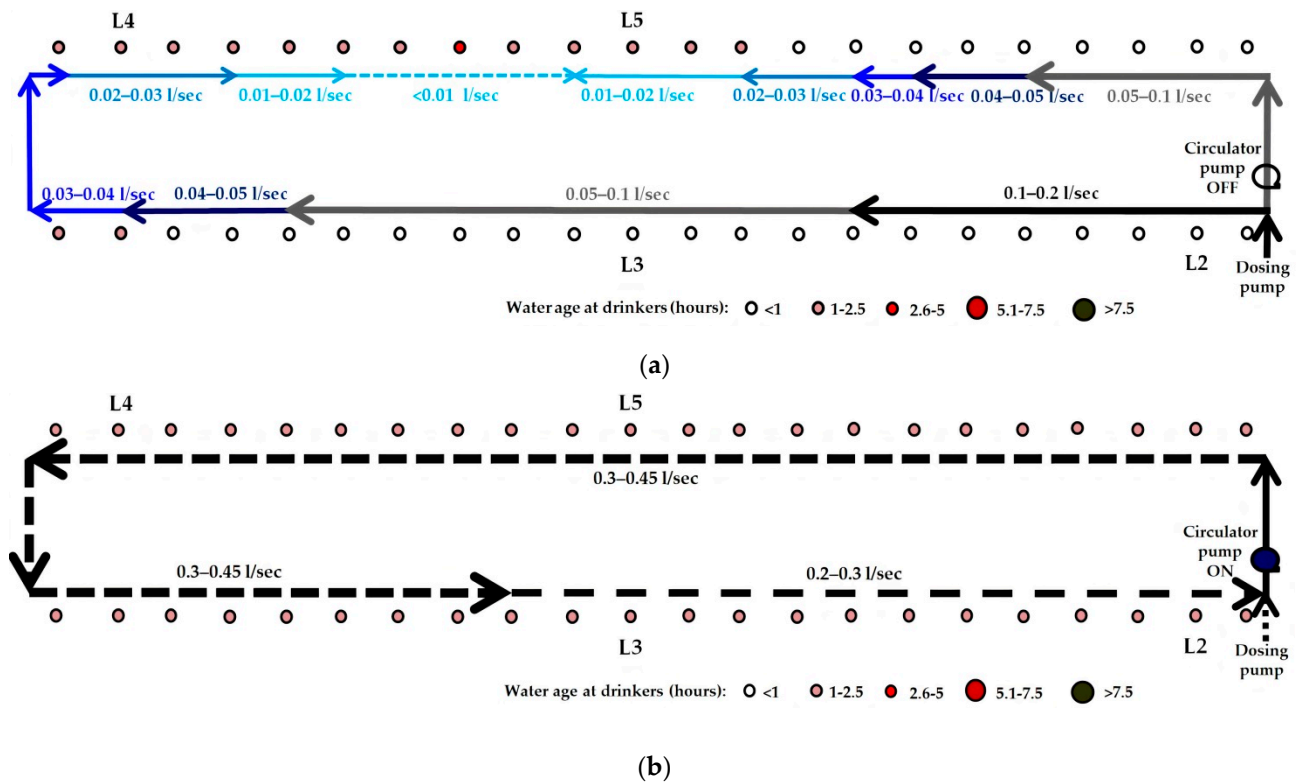 L4 L5
0.02–0.03 l/sec 0.01–0.02 l/sec <0.01 l/sec 0.01–0.02 l/sec 0.02–0.03 l/sec 0.03–0.04 l/sec 0.04–0.05 l/sec 0.05–0.1 l/sec
Circulator
pump
OFF
0.03–0.04 l/sec 0.04–0.05 l/sec 0.05–0.1 l/sec 0.1–0.2 l/sec
L3 L2
Dosing
pump
Water age at drinkers (hours): <1 1-2.5 2.6-5 5.1-7.5 >7.5
(a)
L4 L5
0.3–0.45 l/sec
Circulator
pump
ON
0.3–0.45 l/sec 0.2–0.3 l/sec
L3 L2
Dosing
pump
Water age at drinkers (hours): <1 1-2.5 2.6-5 5.1-7.5 >7.5
(b)